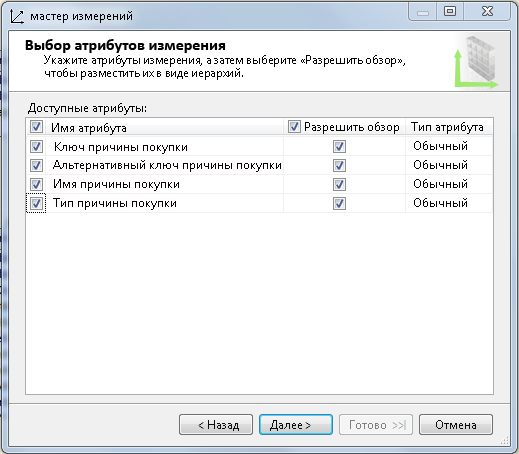 мастер измерений
Выбор атрибутов измерения
Укажите атрибуты измерения, а затем выберите «Разрешить обзор»,
чтобы разместить их в виде иерархий.
Доступные атрибуты:
Имя атрибута Разрешить обзор Тип атрибута
Ключ причины покупки Обычный
Альтернативный ключ причины покупки Обычный
Имя причины покупки Обычный
Тип причины покупки Обычный
< Назад Далее > Готово >>| Отмена